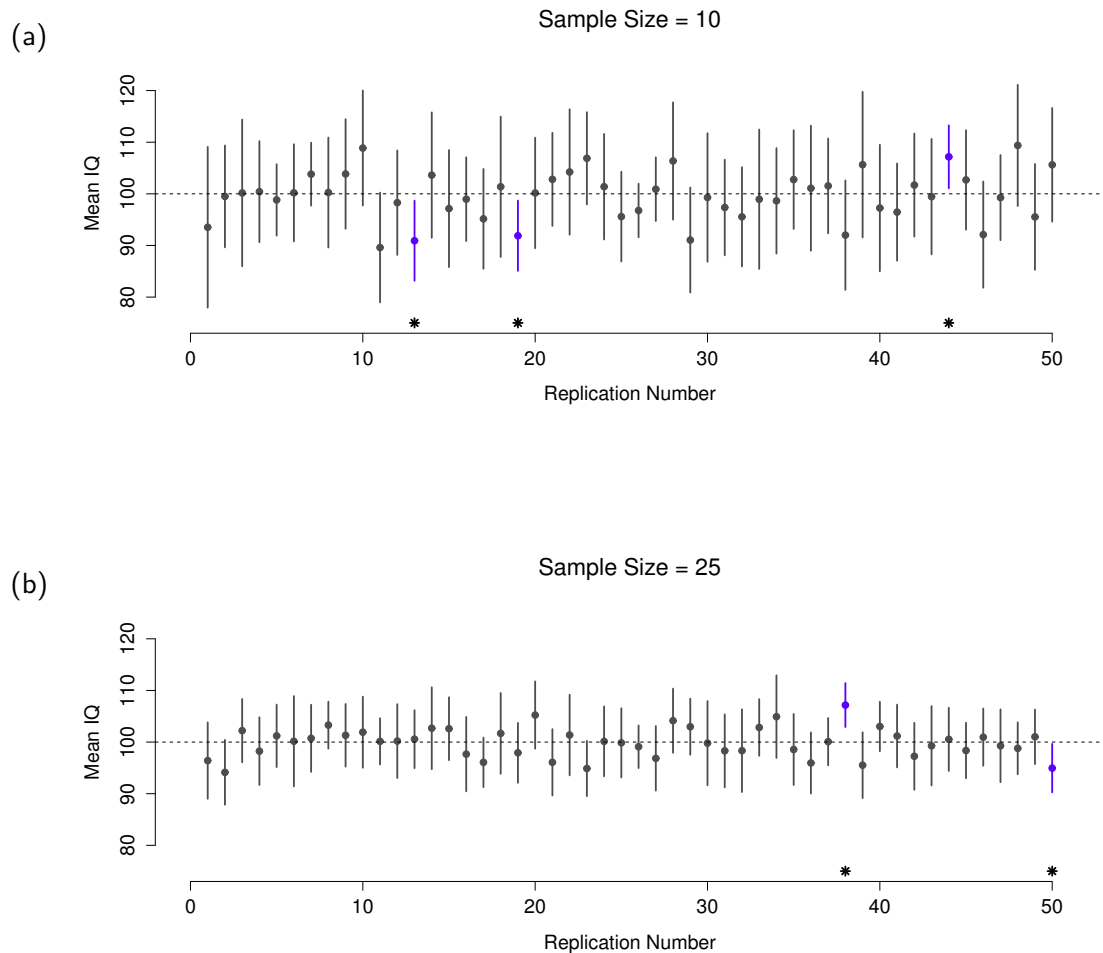 (a)
Sample Size = 10
Mean IQ
120
110
100
90
80
* * *
0 10 20 30 40 50
Replication Number
(b)
Sample Size = 25
Mean IQ
120
110
100
90
80
* *
0 10 20 30 40 50
Replication Number